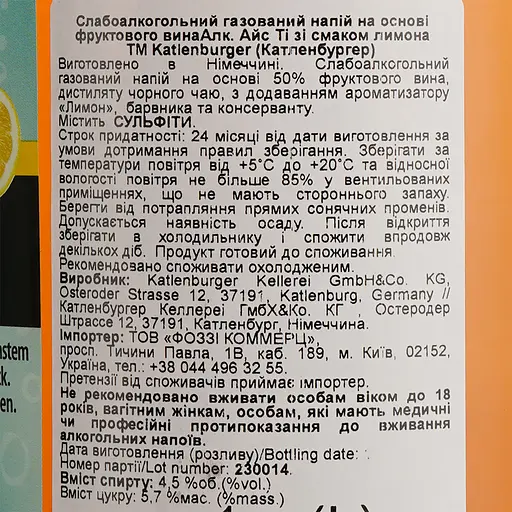 Слабоалкогольний газований напій на основі
фруктового винаАлк. Айс Ті зі смаком лимона
ТМ Katlenburger (Катленбургер)
Виготовлено в Німеччині. Слабоалкогольний
газований напій на основі 50% фруктового вина,
дистиляту чорного чаю, з додаванням ароматизатору
«Лимон», барвника та консерванту.
Містить СУЛЬФІТИ.
Строк придатності: 24 місяці від дати виготовлення за
умови дотримання правил зберігання. Зберігати за
температури повітря від +5°С до +20°С та відносної
вологості повітря не більше 85% у вентильованих
приміщеннях, що не мають стороннього запаху.
Берегти від потрапляння прямих сонячних променів.
Допускається наявність осаду. Після відкриття
зберігати в холодильнику і спожити впродовж
декількох діб. Продукт готовий до споживання.
Рекомендовано споживати охолодженим.
Виробник: Katlenburger Kellerei GmbH&Co. KG,
Osteroder Strasse 12, 37191, Katlenburg, Germany //
Катленбургер Келлереі ГмбХ&Ко. КГ , Остеродер
Штрассе 12, 37191, Катленбург, Німеччина.
Імпортер: ТОВ «ФОЗЗІ КОММЕРЦ»,
просп. Тичини Павла, 1В, каб. 189, м. Київ, 02152,
Україна, тел.: +38 044 496 32 55.
Претензії від споживачів приймає імпортер.
Не рекомендовано вживати особам віком до 18
років, вагітним жінкам, особам, які мають медичні
чи професійні протипоказання до вживання
алкогольних напоїв.
Дата виготовлення (розливу)/Bottling date:
Номер партії/Lot number: 230014.
Вміст спирту: 4,5 %об.(%vol.)
Вміст цукру: 5,7 %мас. (%mass.)
astem
ck.
en.